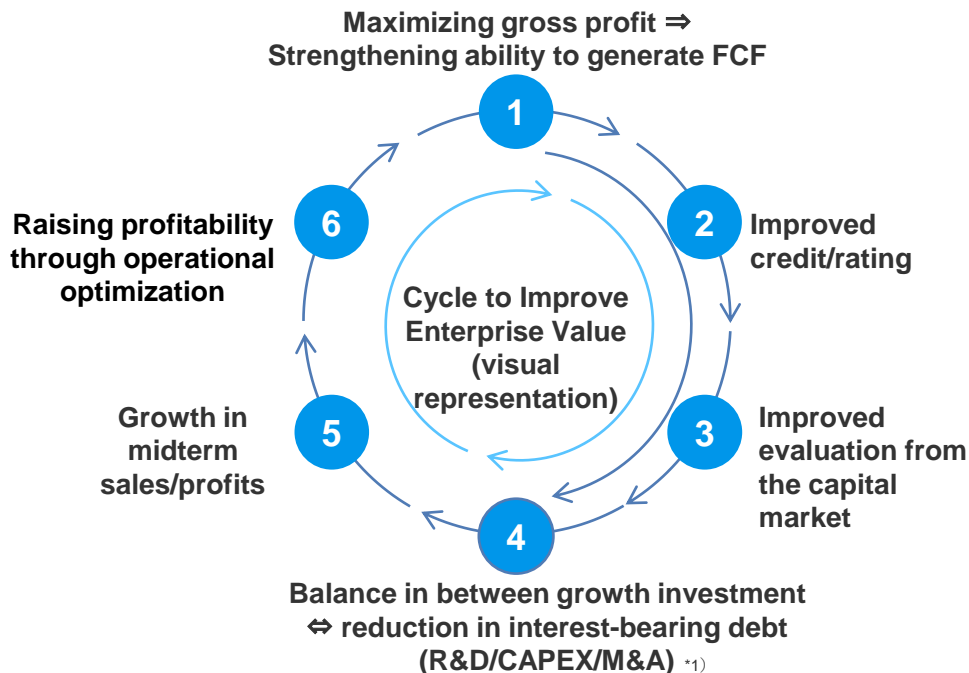 Maximizing gross profit ⇒
Strengthening ability to generate FCF
1
2
Improved
credit/rating
3
Improved
evaluation from
the capital
market
4
Balance in between growth investment
⇔ reduction in interest-bearing debt
(R&D/CAPEX/M&A) *1）
5
Growth in
midterm
sales/profits
6
Raising profitability
through operational
optimization
Cycle to Improve
Enterprise Value
(visual
representation)